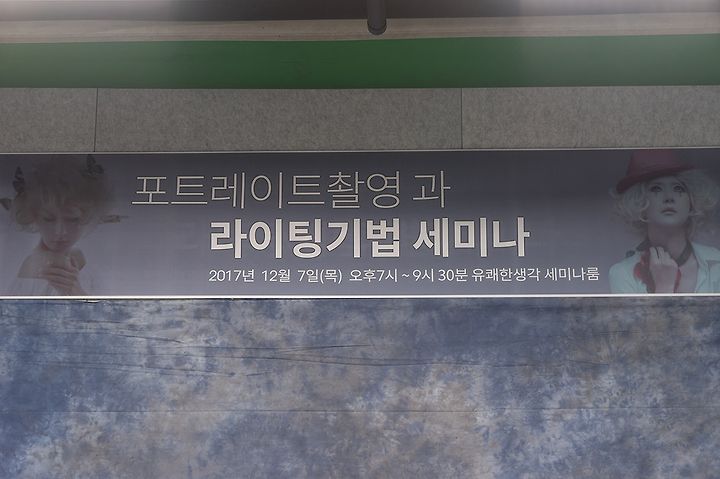 포트레이트촬영 과
라이팅기법 세미나
2017년 12월 7일(목) 오후7시 ~ 9시 30분 유쾌한생각 세미나룸